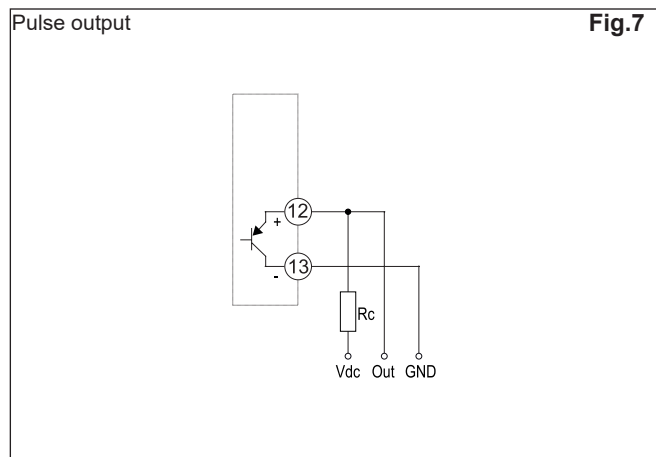 Pulse output Fig.7
12
+
13
-
Rc
Vdc Out GND